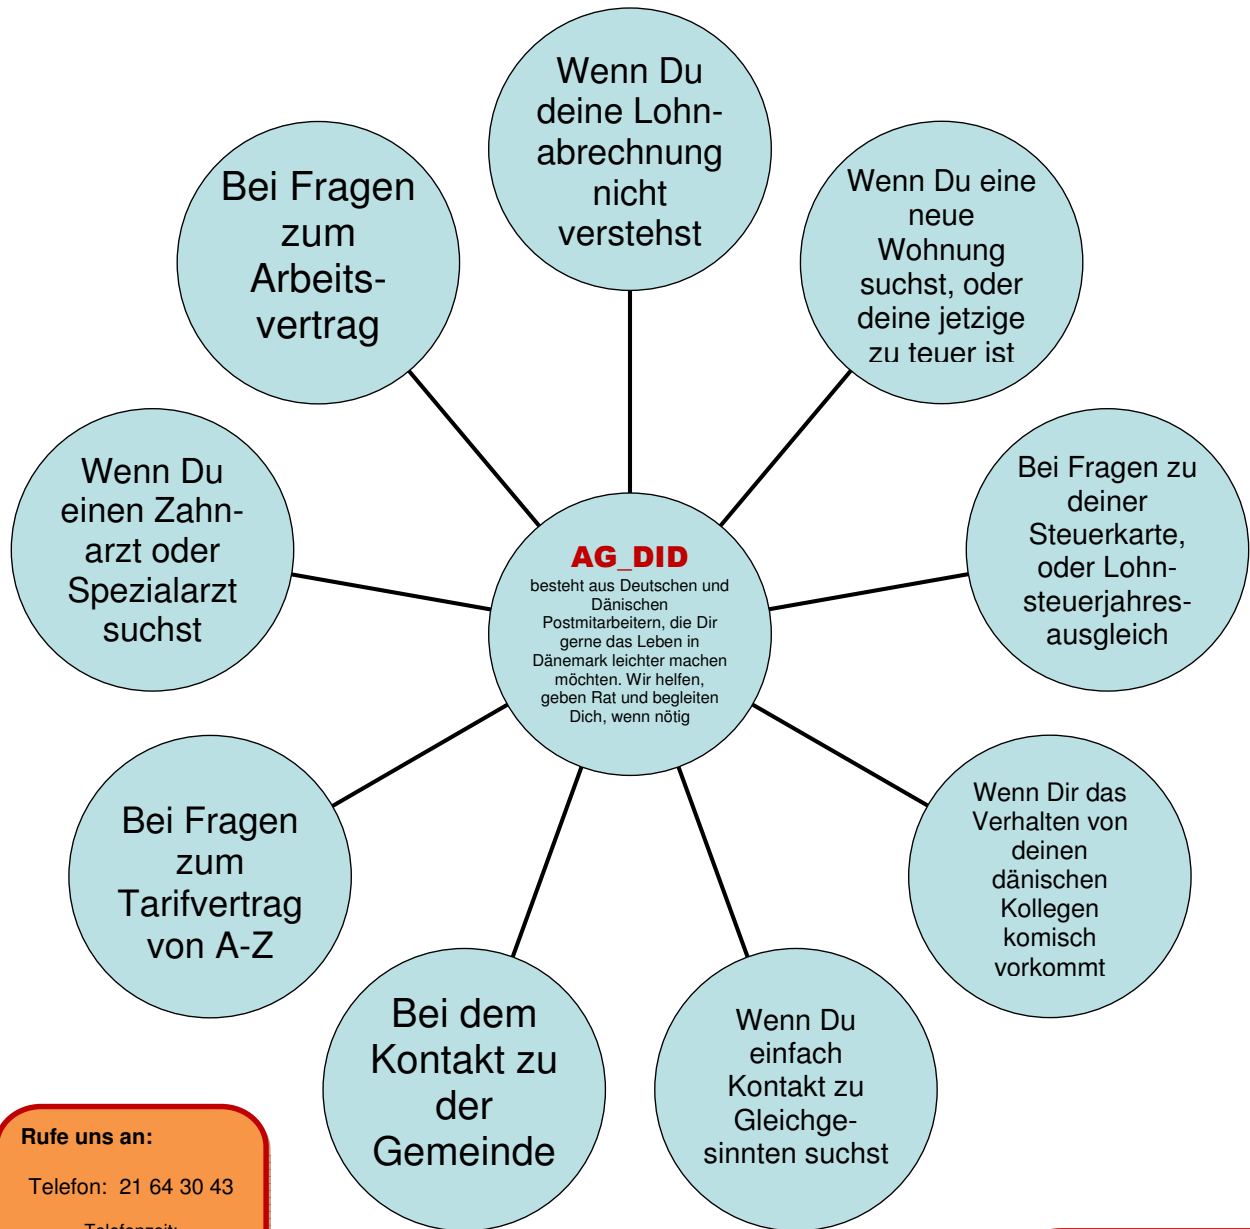 Wenn Du
deine Lohn-
abrechnung
nicht
verstehst
Wenn Du eine
neue
Wohnung
suchst, oder
deine jetzige
zu teuer ist
Bei Fragen zu
deiner
Steuerkarte,
oder Lohn-
steuerjahres-
ausgleich
Wenn Dir das
Verhalten von
deinen
dänischen
Kollegen
komisch
vorkommt
Wenn Du
einfach
Kontakt zu
Gleichge-
sinnten suchst
Bei dem
Kontakt zu
der
Gemeinde
Bei Fragen
zum
Tarifvertrag
von A-Z
Wenn Du
einen Zahn-
arzt oder
Spezialarzt
suchst
Bei Fragen
zum
Arbeits-
vertrag
AG_DID
besteht aus Deutschen und
Dänischen
Postmitarbeitern, die Dir
gerne das Leben in
Dänemark leichter machen
möchten. Wir helfen,
geben Rat und begleiten
Dich, wenn nötig
Rufe uns an:
Telefon: 21 64 30 43
Telefonzeit: